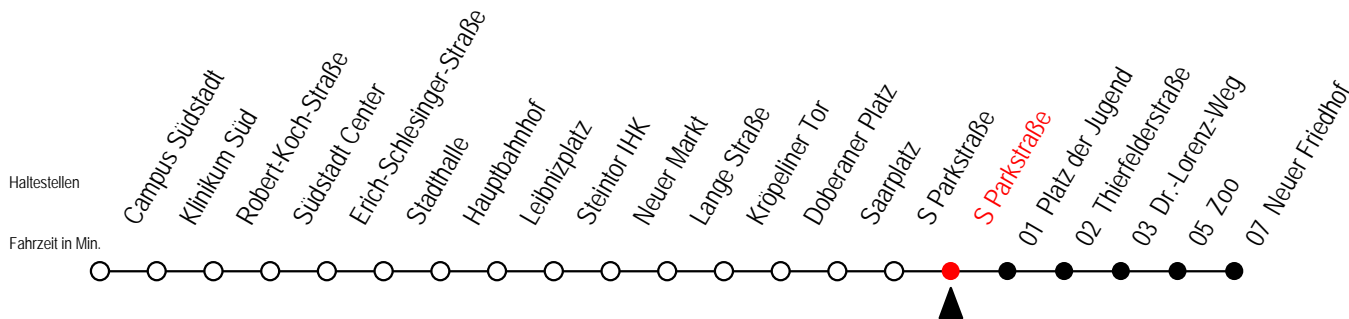 Haltestellen
Fahrzeit in Min.
Campus Südstadt
Klinikum Süd
Robert-Koch-Straße
Südstadt Center
Erich-Schlesinger-Straße
Stadthalle
Hauptbahnhof
Leibnizplatz
Steintor IHK
Neuer Markt
Lange Straße
Kröpeliner Tor
Doberaner Platz
Saarplatz
S Parkstraße
S Parkstraße
01 Platz der Jugend
02 Thierfelderstraße
03 Dr.-Lorenz-Weg
05 Zoo
07 Neuer Friedhof